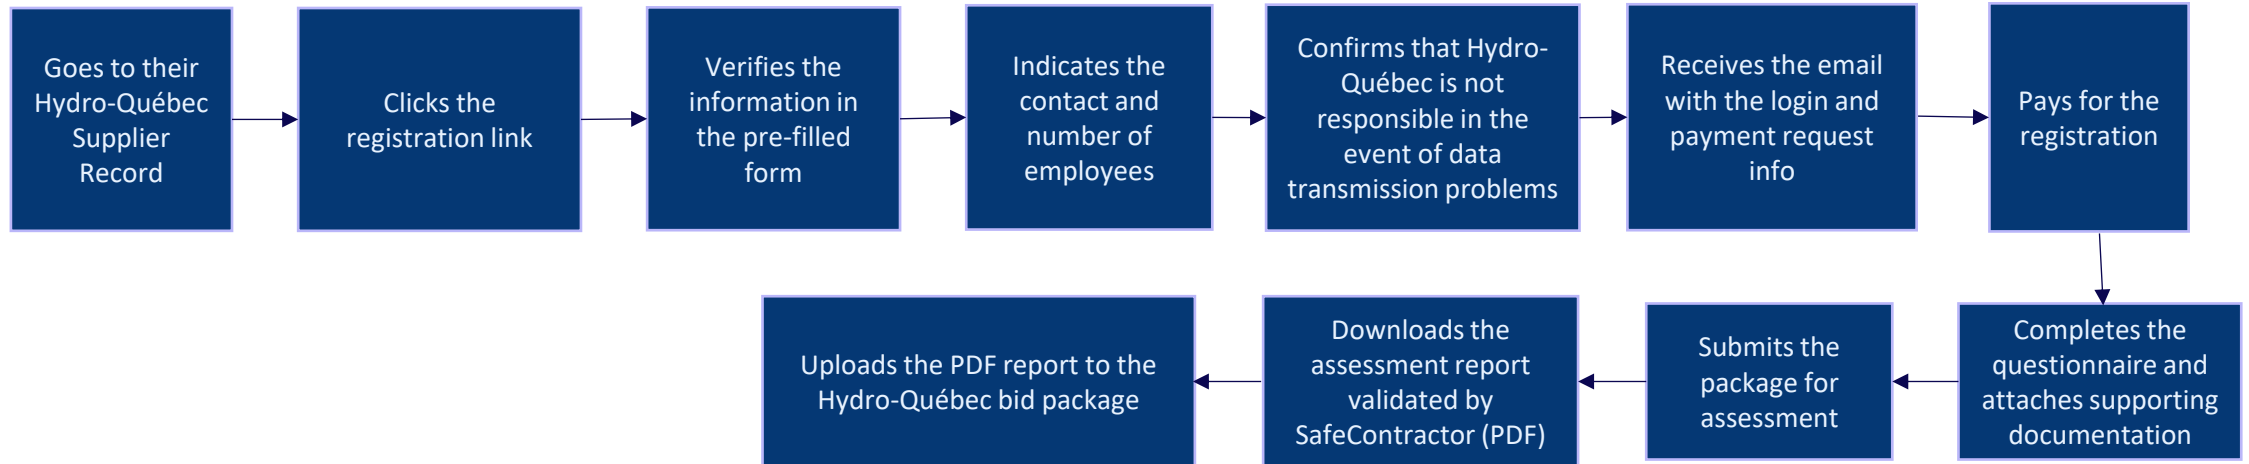 Goes to their
Hydro-Québec
Supplier
Record
Clicks the
registration link
Verifies the
information in
the pre-filled
form
Indicates the
contact and
number of
employees
Confirms that Hydro-
Québec is not
responsible in the
event of data
transmission problems
Receives the email
with the login and
payment request
info
Pays for the
registration
Completes the
questionnaire and
attaches supporting
documentation
Submits the
package for
assessment
Downloads the
assessment report
validated by
SafeContractor (PDF)
Uploads the PDF report to the
Hydro-Québec bid package